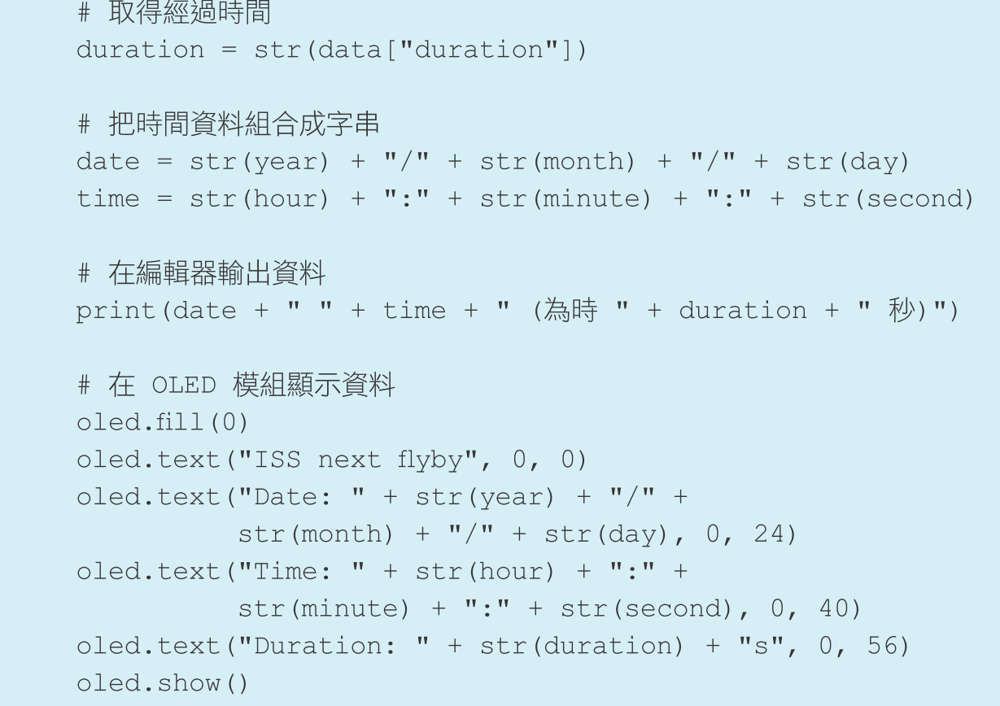 # 取得經過時間
duration = str(data["duration"])
# 把時間資料組合成字串
date = str(year) + "/" + str(month) + "/" + str(day)
time = str(hour) + ":" + str(minute) + ":" + str(second)
# 在編輯器輸出資料
print(date + " " + time + " (為時 " + duration + " 秒)")
# 在 OLED 模組顯示資料
oled.fill(0)
oled.text("ISS next flyby", 0, 0)
oled.text("Date: " + str(year) + "/" +
str(month) + "/" + str(day), 0, 24)
oled.text("Time: " + str(hour) + ":" +
str(minute) + ":" + str(second), 0, 40)
oled.text("Duration: " + str(duration) + "s", 0, 56)
oled.show()